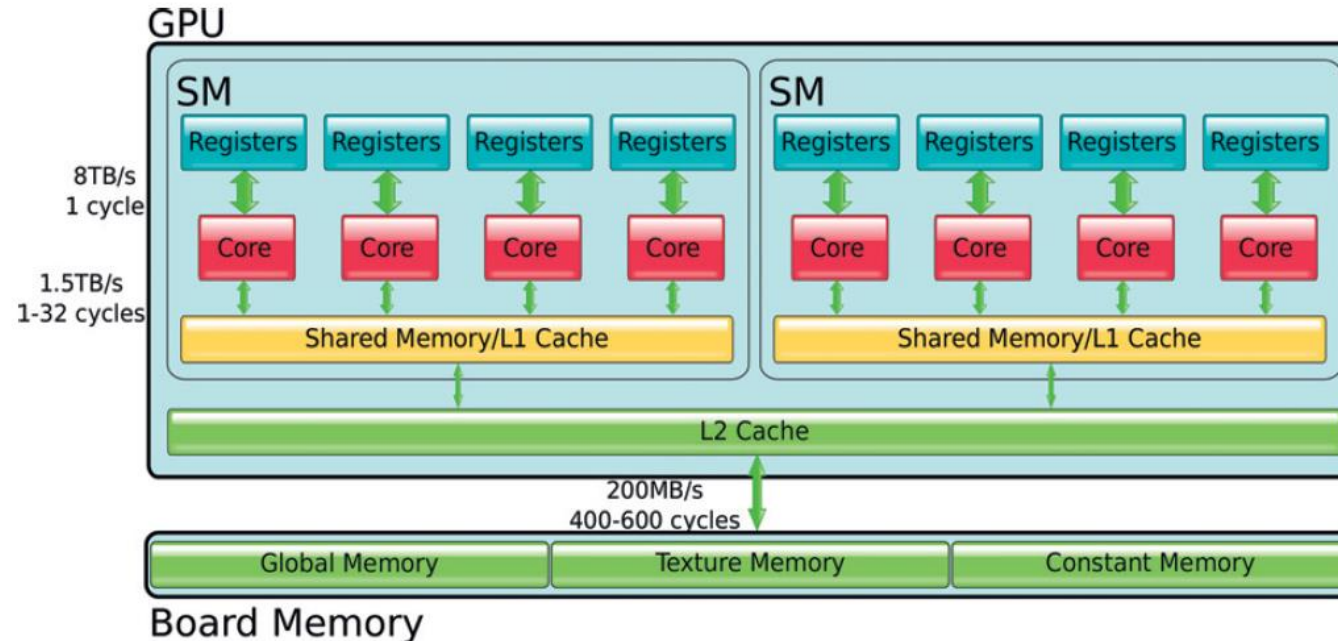 GPU
SM SM
Registers Registers Registers Registers Registers Registers Registers Registers
8TB/s
1 cycle
Core Core Core Core Core Core Core Core
1.5TB/s
1-32 cycles
Shared Memory/L1 Cache Shared Memory/L1 Cache
L2 Cache
200MB/s
400-600 cycles
Global Memory Texture Memory Constant Memory
Board Memory